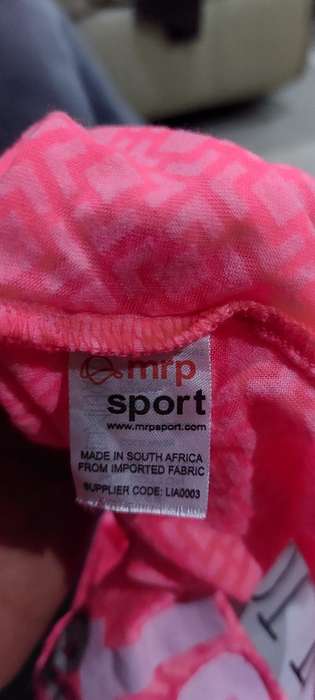 mrp
sport
www.mrpsport.com
MADE IN SOUTH AFRICA
FROM IMPORTED FABRIC
SUPPLIER CODE: LIA0003